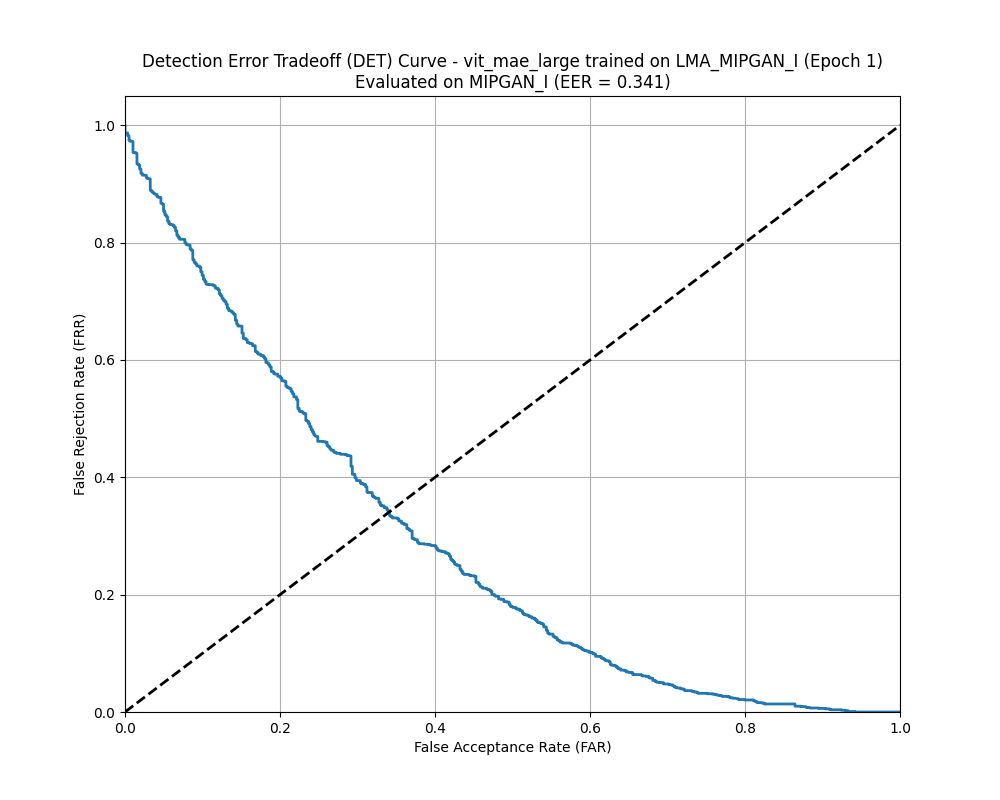 Detection Error Tradeoff (DET) Curve - vit_mae_large trained on LMA_MIPGAN_I (Epoch 1)
Evaluated on MIPGAN_I (EER = 0.341)
1.0
0.8
0.6
0.4
0.2
0.0
False Rejection Rate (FRR)
0.0 0.2 0.4 0.6 0.8 1.0
False Acceptance Rate (FAR)